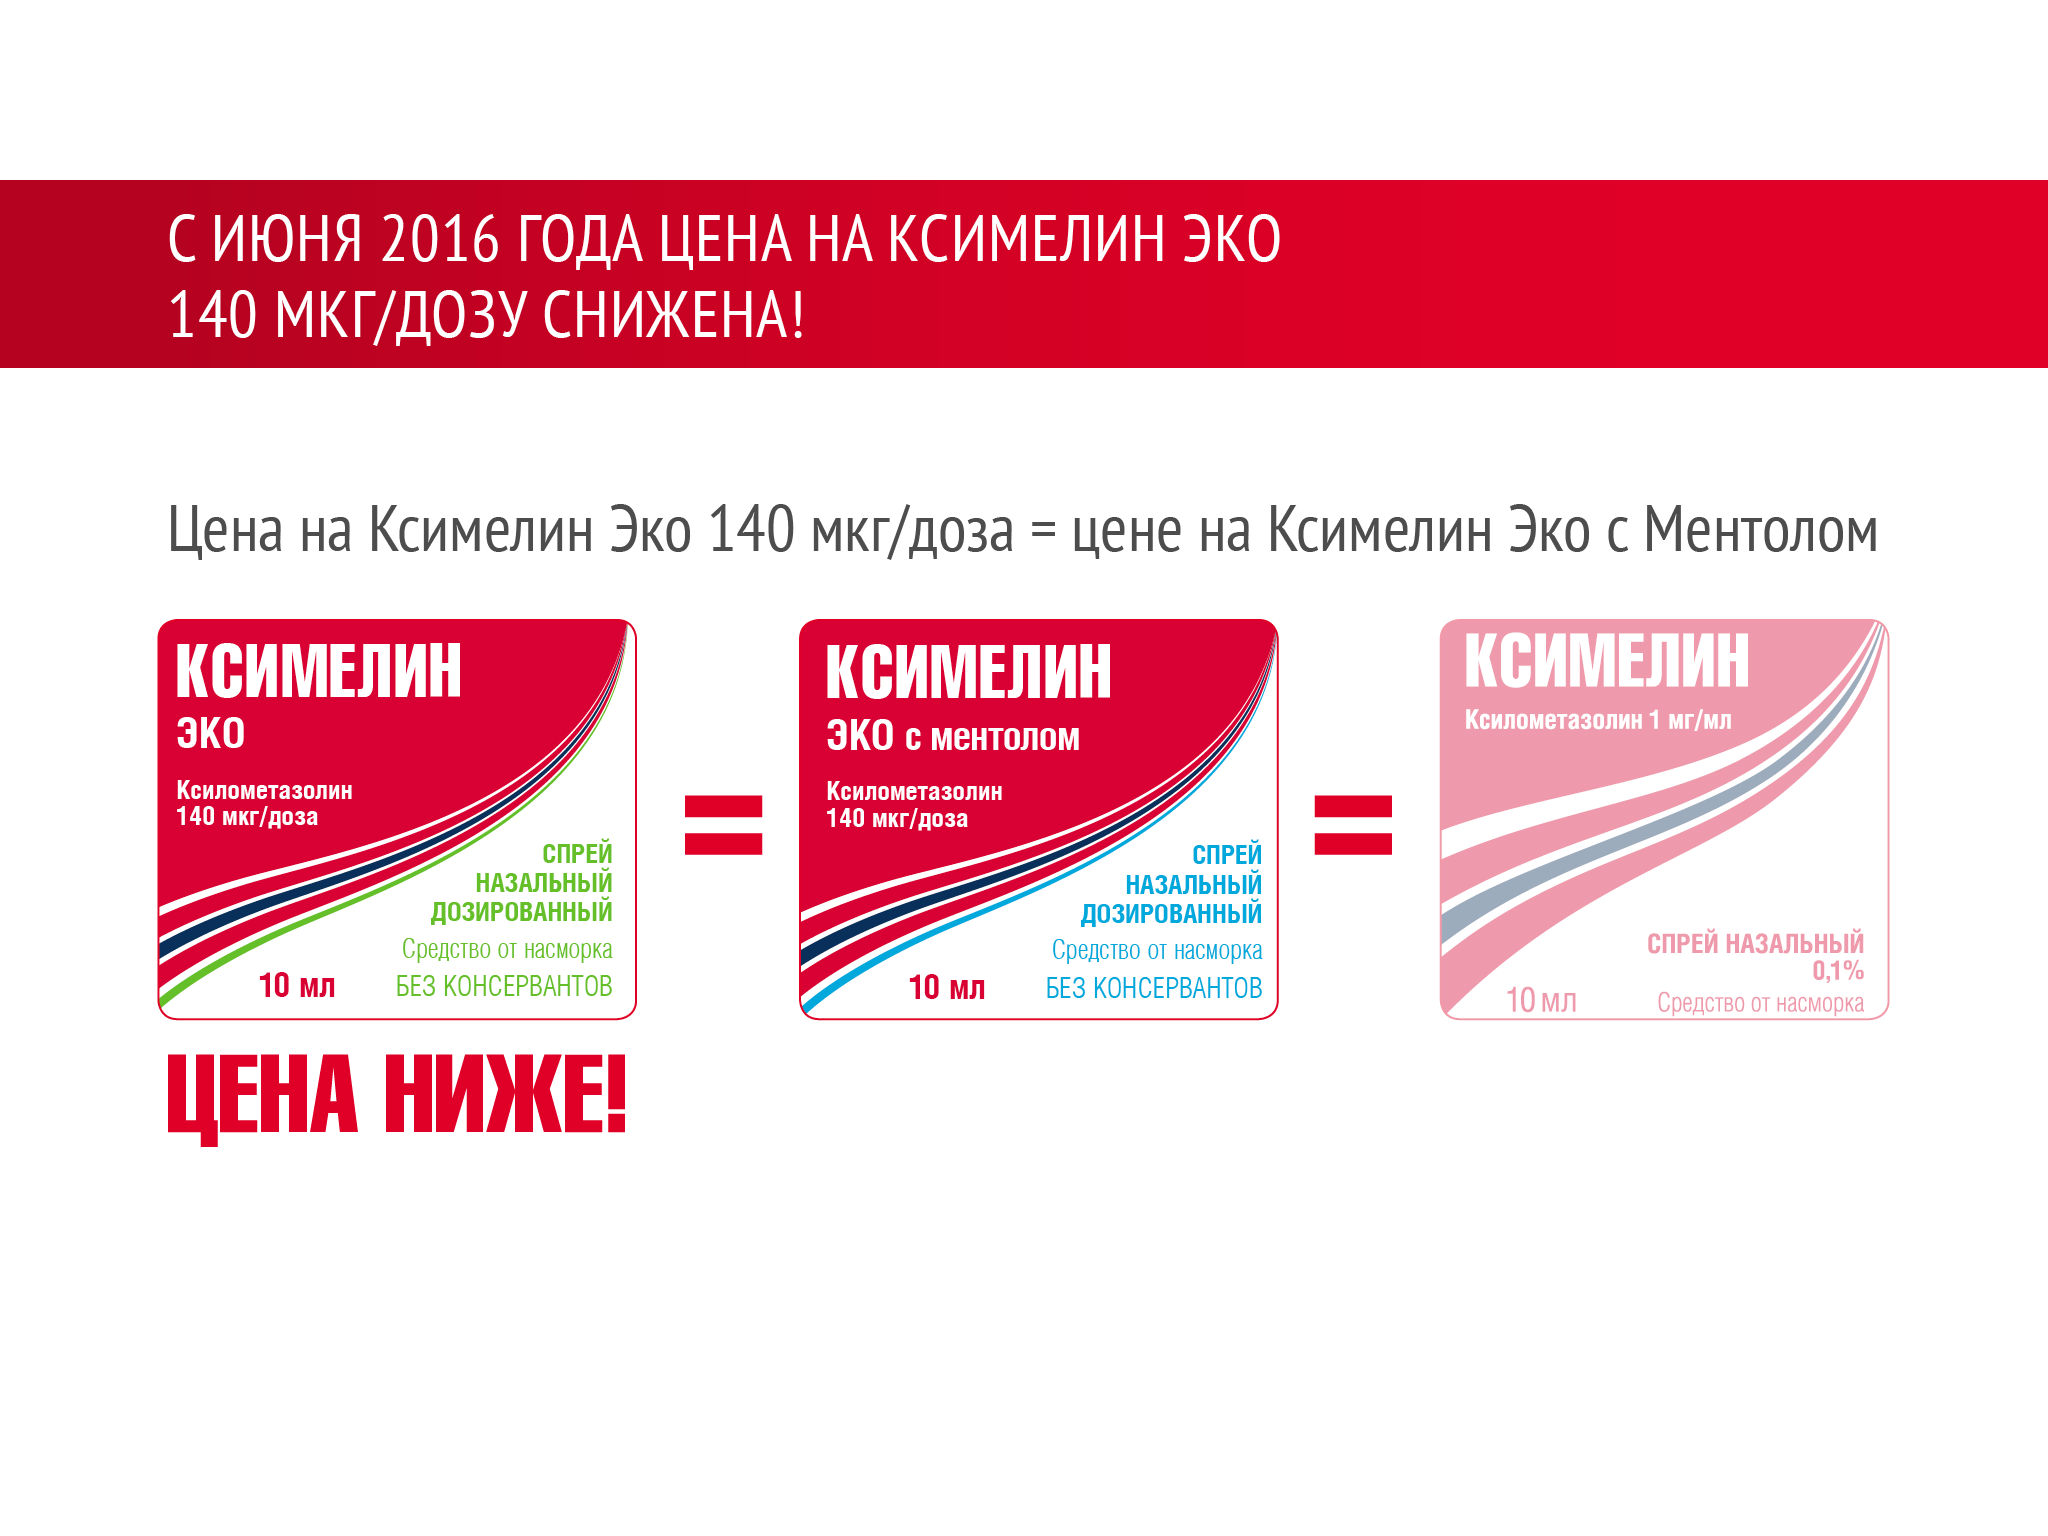 С ИЮНЯ 2016 ГОДА ЦЕНА НА КСИМЕЛИН ЭКО
140 МКГ/ДОЗУ СНИЖЕНА!
Цена на Ксимелин Эко 140 мкг/доза = цене на Ксимелин Эко с Ментолом
КСИМЕЛИН
ЭКО
Ксилометазолин
140 мкг/доза
СПРЕЙ
НАЗАЛЬНЫЙ
ДОЗИРОВАННЫЙ
Средство от насморка
10 мл
БЕЗ КОНСЕРВАНТОВ
=
КСИМЕЛИН
ЭКО с ментолом
Ксилометазолин
140 мкг/доза
СПРЕЙ
НАЗАЛЬНЫЙ
ДОЗИРОВАННЫЙ
Средство от насморка
10 мл
БЕЗ КОНСЕРВАНТОВ
=
КСИМЕЛИН
Ксилометазолин 1 мг/мл
СПРЕЙ НАЗАЛЬНЫЙ
0,1%
10 мл
Средство от насморка
ЦЕНА НИЖЕ!